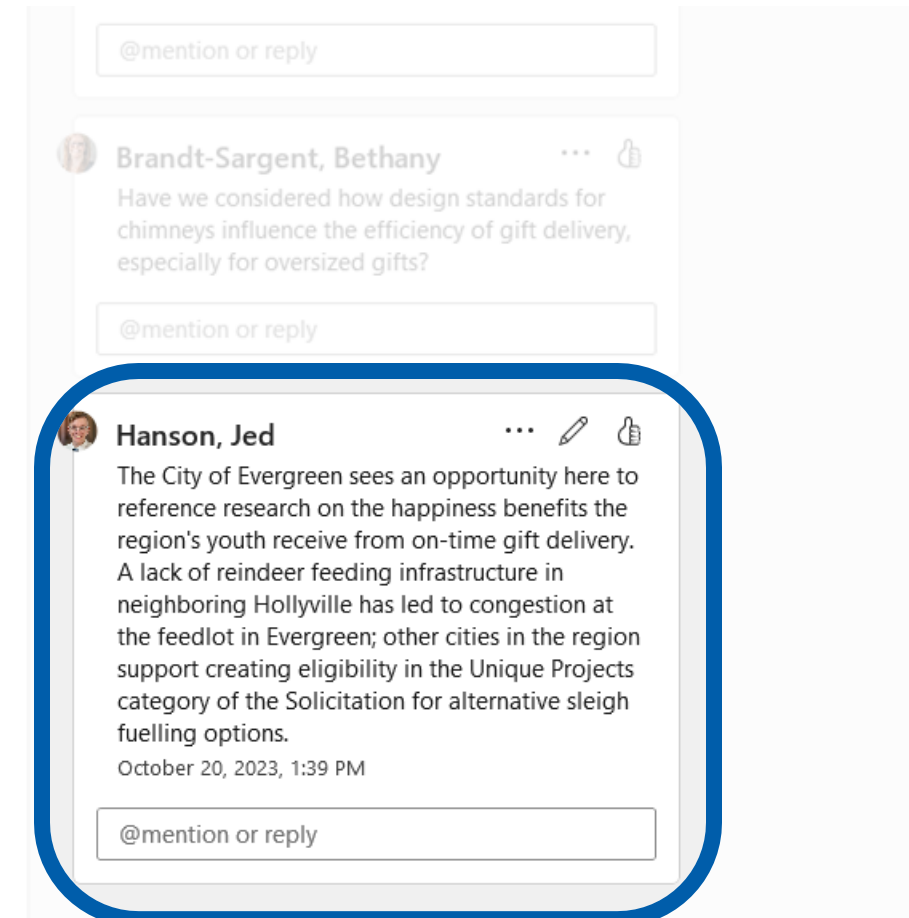 @mention or reply
Brandt-Sargent, Bethany
Have we considered how design standards for
chimneys influence the efficiency of gift delivery,
especially for oversized gifts?
@mention or reply
Hanson, Jed
The City of Evergreen sees an opportunity here to
reference research on the happiness benefits the
region's youth receive from on-time gift delivery.
A lack of reindeer feeding infrastructure in
neighboring Hollyville has led to congestion at
the feedlot in Evergreen; other cities in the region
support creating eligibility in the Unique Projects
category of the Solicitation for alternative sleigh
fuelling options.
October 20, 2023, 1:39 PM
@mention or reply